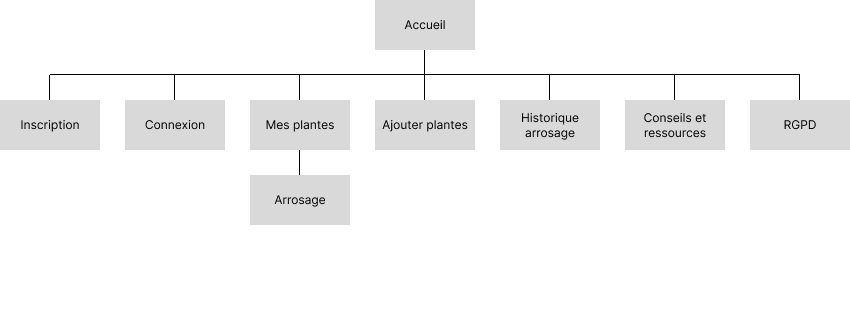 Accueil
Inscription
Connexion
Mes plantes
Ajouter plantes
Historique
arrosage
Conseils et
ressources
RGPD
Arrosage